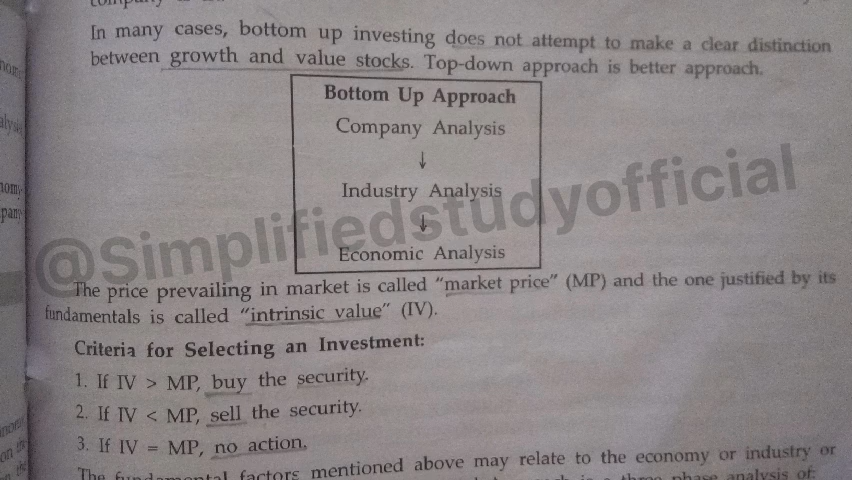 In many cases, bottom up investing does not attempt to make a clear distinction
between growth and value stocks. Top-down approach is better approach.
Bottom Up Approach
Company Analysis
↓
Industry Analysis
↓
Economic Analysis
@Simplifiedstudyofficial
The price prevailing in market is called "market price" (MP) and the one justified by its
fundamentals is called "intrinsic value" (IV).
Criteria for Selecting an Investment:
1. If IV > MP, buy the security.
2. If IV < MP, sell the security.
3. If IV = MP, no action.
The fundamental factors mentioned above may relate to the economy or industry or
three phase analysis of: